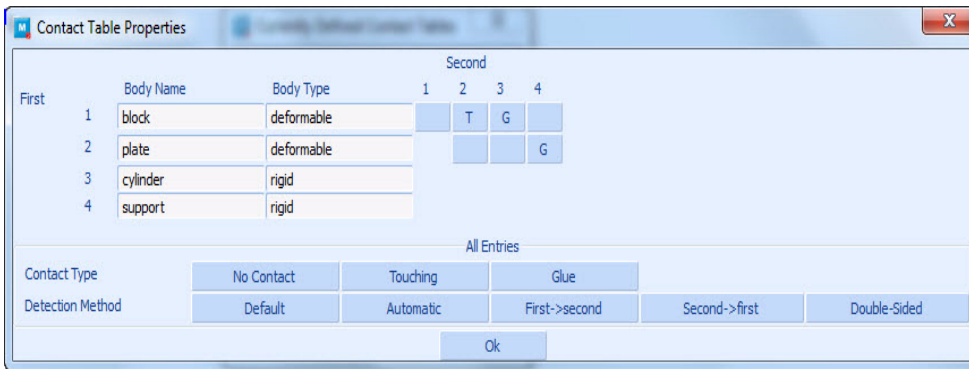 Contact Table Properties
Second
First Body Name Body Type 1 2 3 4
1 block deformable T G
2 plate deformable G
3 cylinder rigid
4 support rigid
All Entries
Contact Type No Contact Touching Glue
Detection Method Default Automatic First->second Second->first Double-Sided
Ok